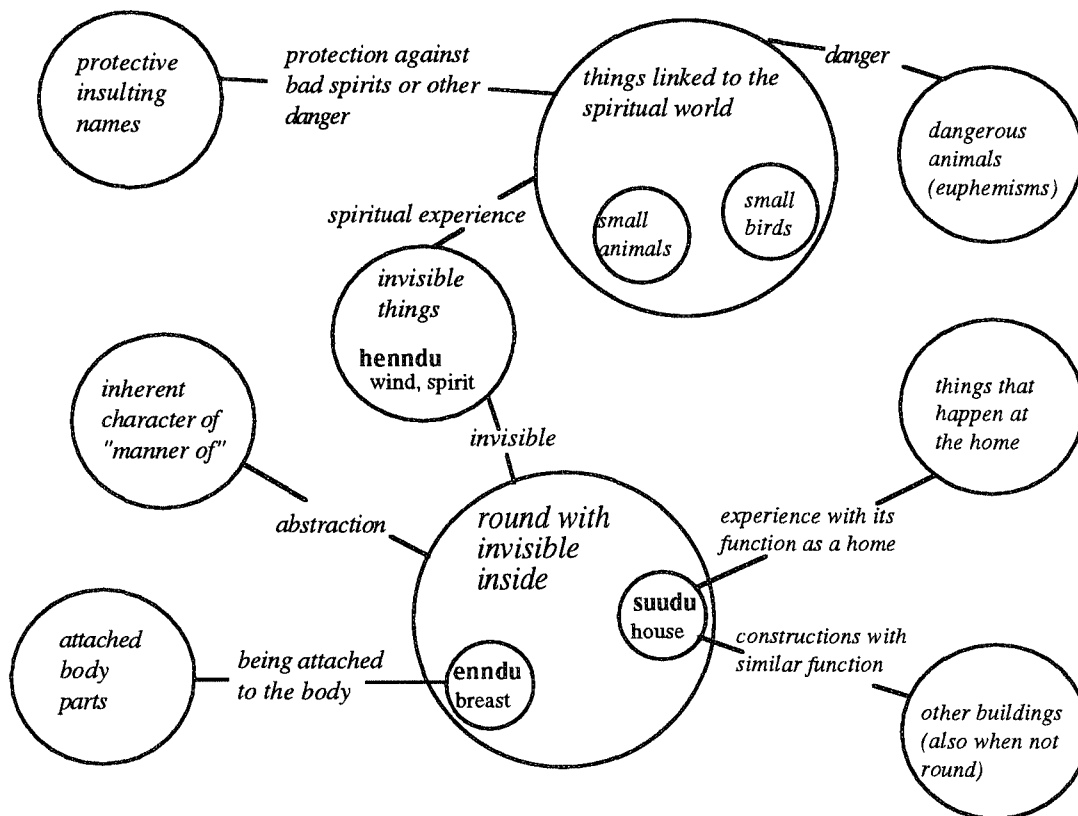 protective
insulting
names
protection against
bad spirits or other
danger
things linked to the
spiritual world
danger
dangerous
animals
(euphemisms)
small
animals
small
birds
spiritual experience
invisible
things
henndu
wind, spirit
inherent
character of
"manner of"
invisible
things that
happen at
the home
abstraction
round with
invisible
inside
experience with its
function as a home
suudu
house
constructions with
similar function
attached
body
parts
being attached
to the body
enndu
breast
other buildings
(also when not
round)